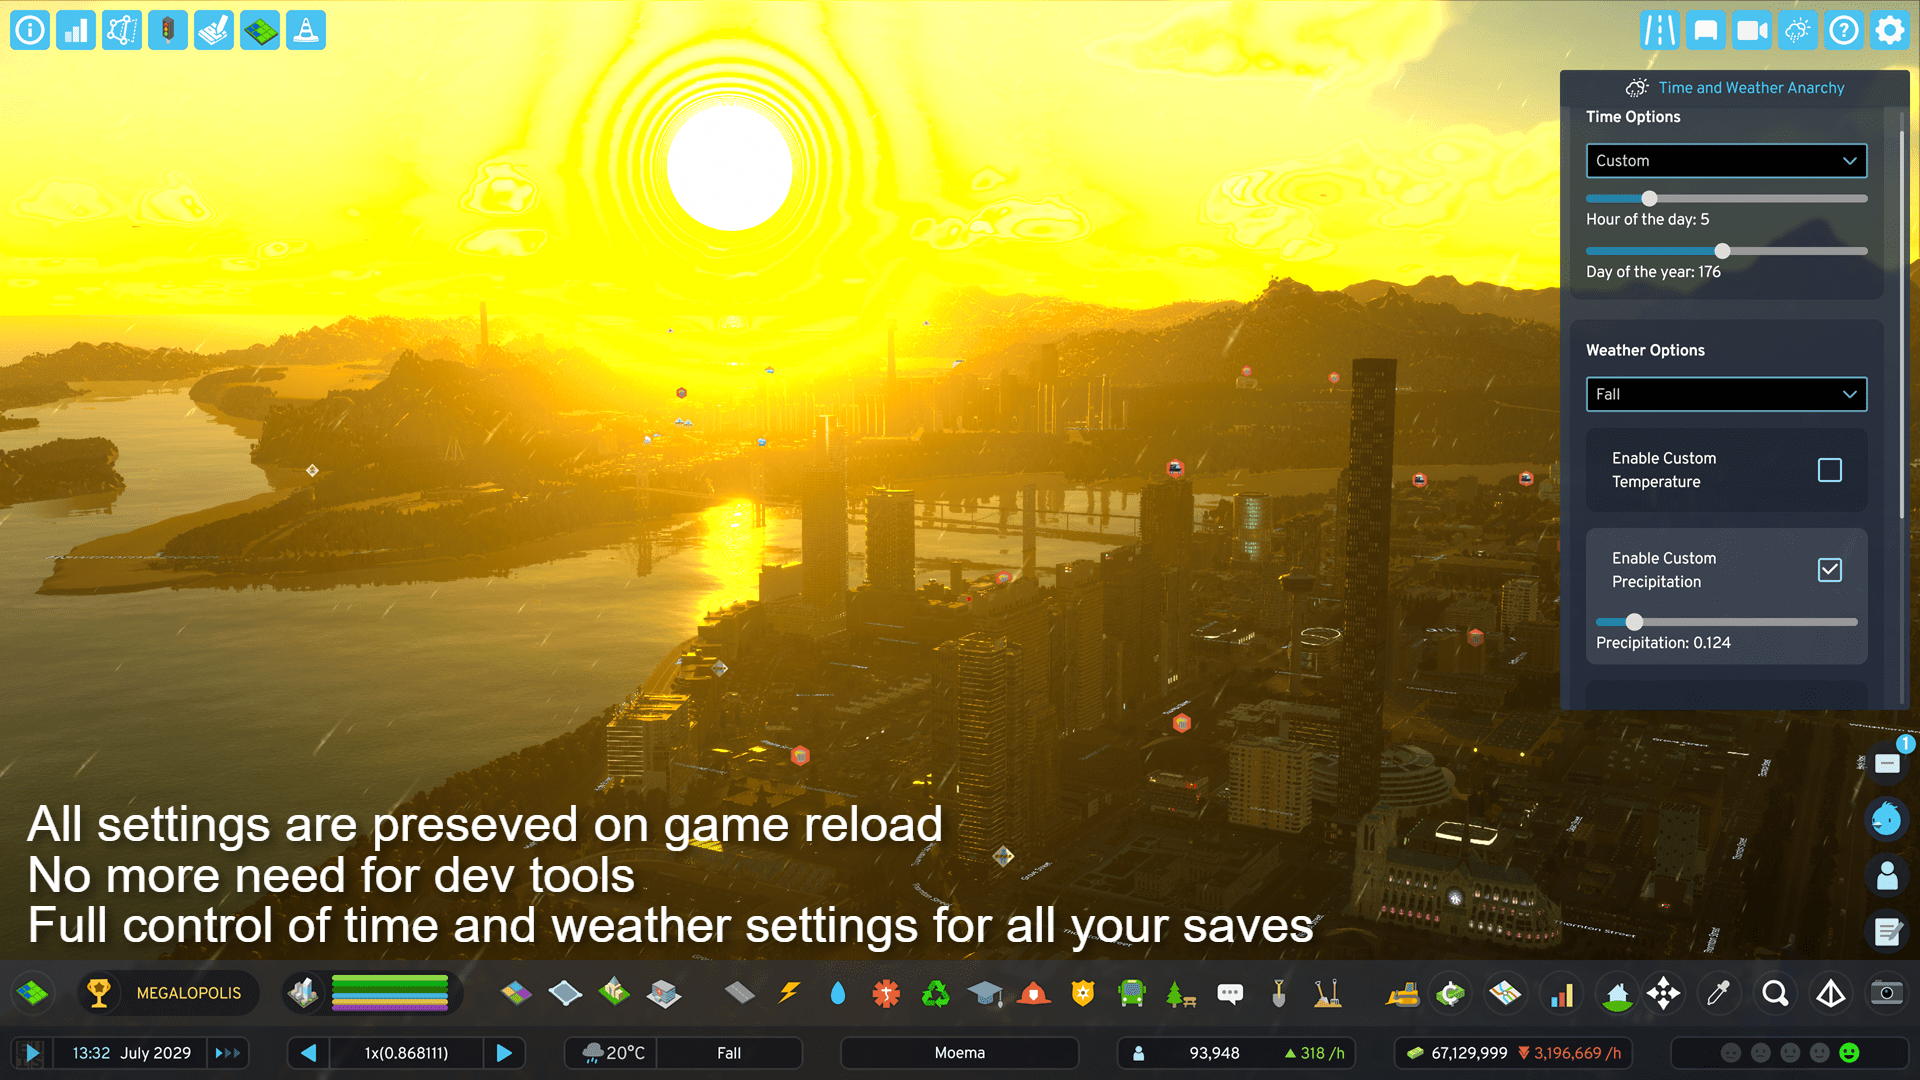 Time and Weather Anarchy
Time Options
Custom
Hour of the day: 5
Day of the year: 176
Weather Options
Fall
Enable Custom
Temperature
Enable Custom
Precipitation
Precipitation: 0.124
1
All settings are preseved on game reload
No more need for dev tools
Full control of time and weather settings for all your saves
Thornton Street
MEGALOPOLIS
13:32 July 2029
1x(0.868111)
20°C
Fall
Moema
93,948
318 /h
67,129,999
3,196,669 /h